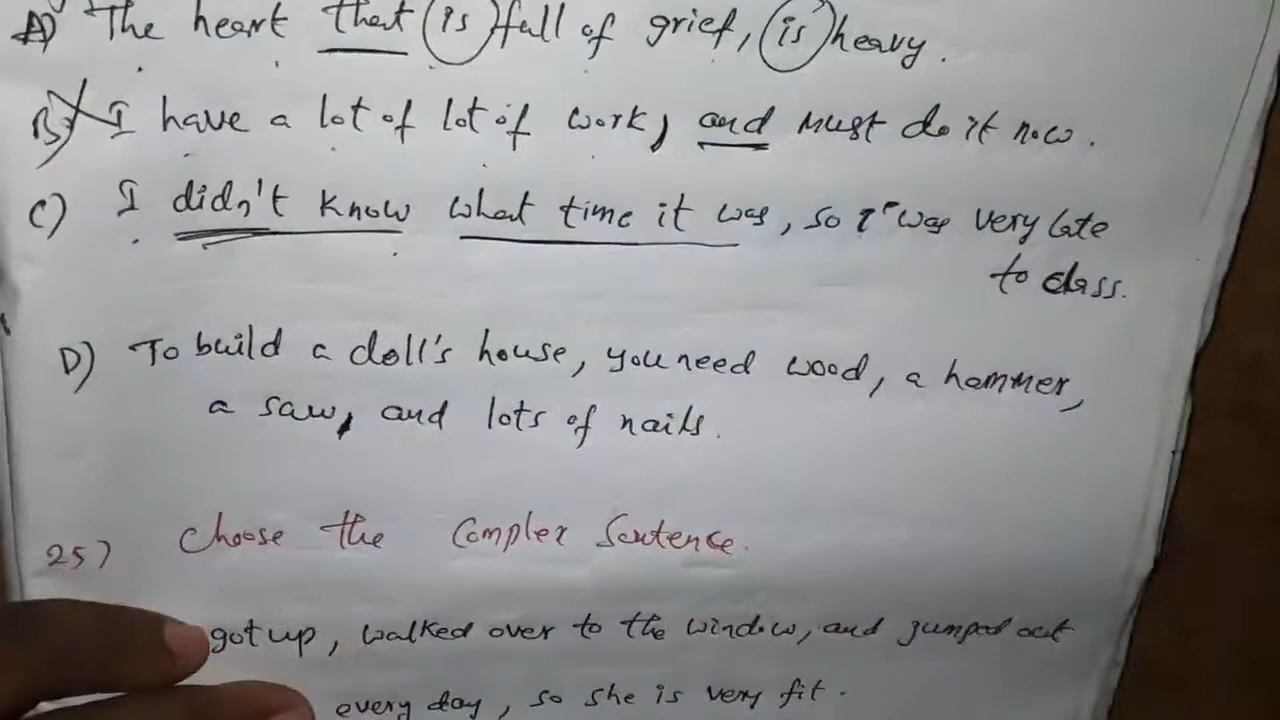 A) The heart that is full of grief, is heavy.
B) I have a lot of lot of work, and must do it now.
C) I didn't know what time it was, so I was very late
to class.
D) To build a doll's house, you need wood, a hammer,
a saw, and lots of nails.
25) Choose the Complex Sentence.
got up, walked over to the window, and jumped out
every day, so she is very fit.